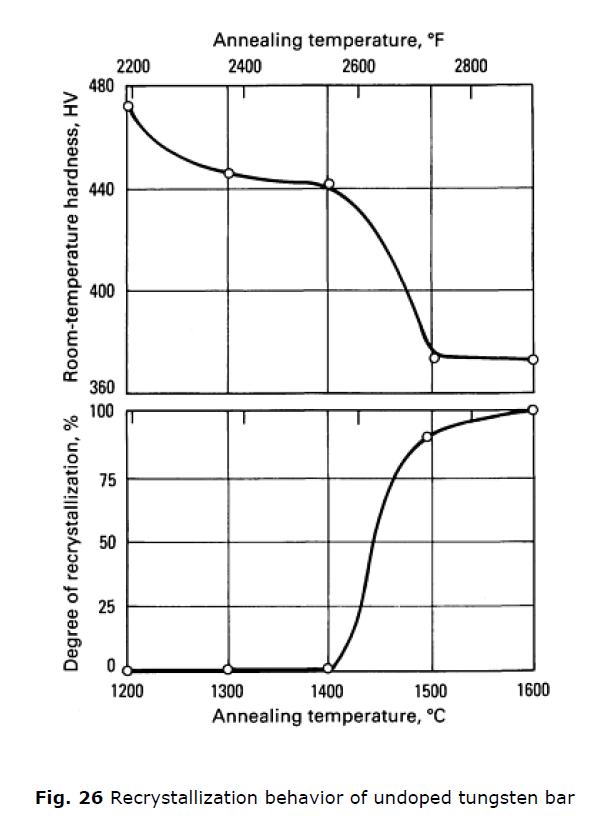 Annealing temperature, °F
2200 2400 2600 2800
Room-temperature hardness, HV
480
440
400
360
Degree of recrystallization, %
100
75
50
25
0
1200 1300 1400 1500 1600
Annealing temperature, °C
Fig. 26 Recrystallization behavior of undoped tungsten bar